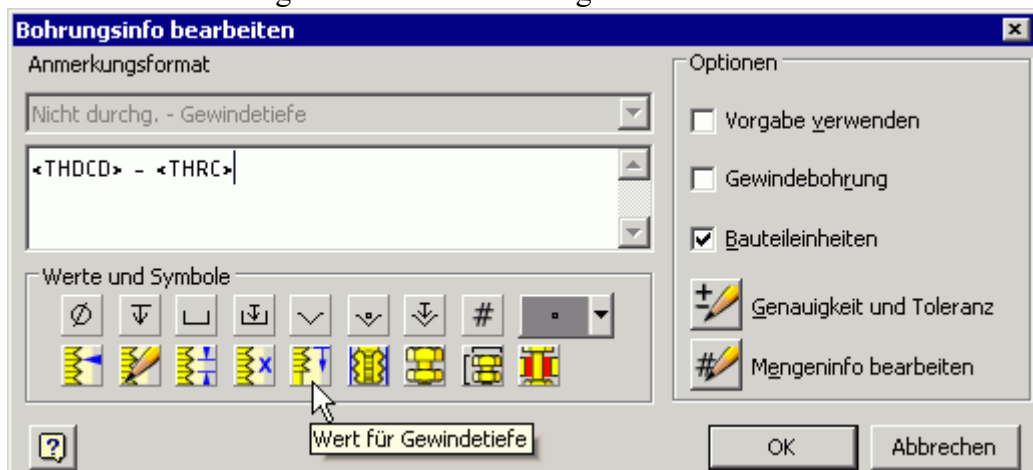 Bohrungsinfo bearbeiten
Anmerkungsformat
Nicht durchg. - Gewindetiefe
<THDCD> - <THRC>
Werte und Symbole
#
Wert für Gewindetiefe
Optionen
Vorgabe verwenden
Gewindebohrung
Bauteileinheiten
Genauigkeit und Toleranz
Mengeninfo bearbeiten
OK
Abbrechen